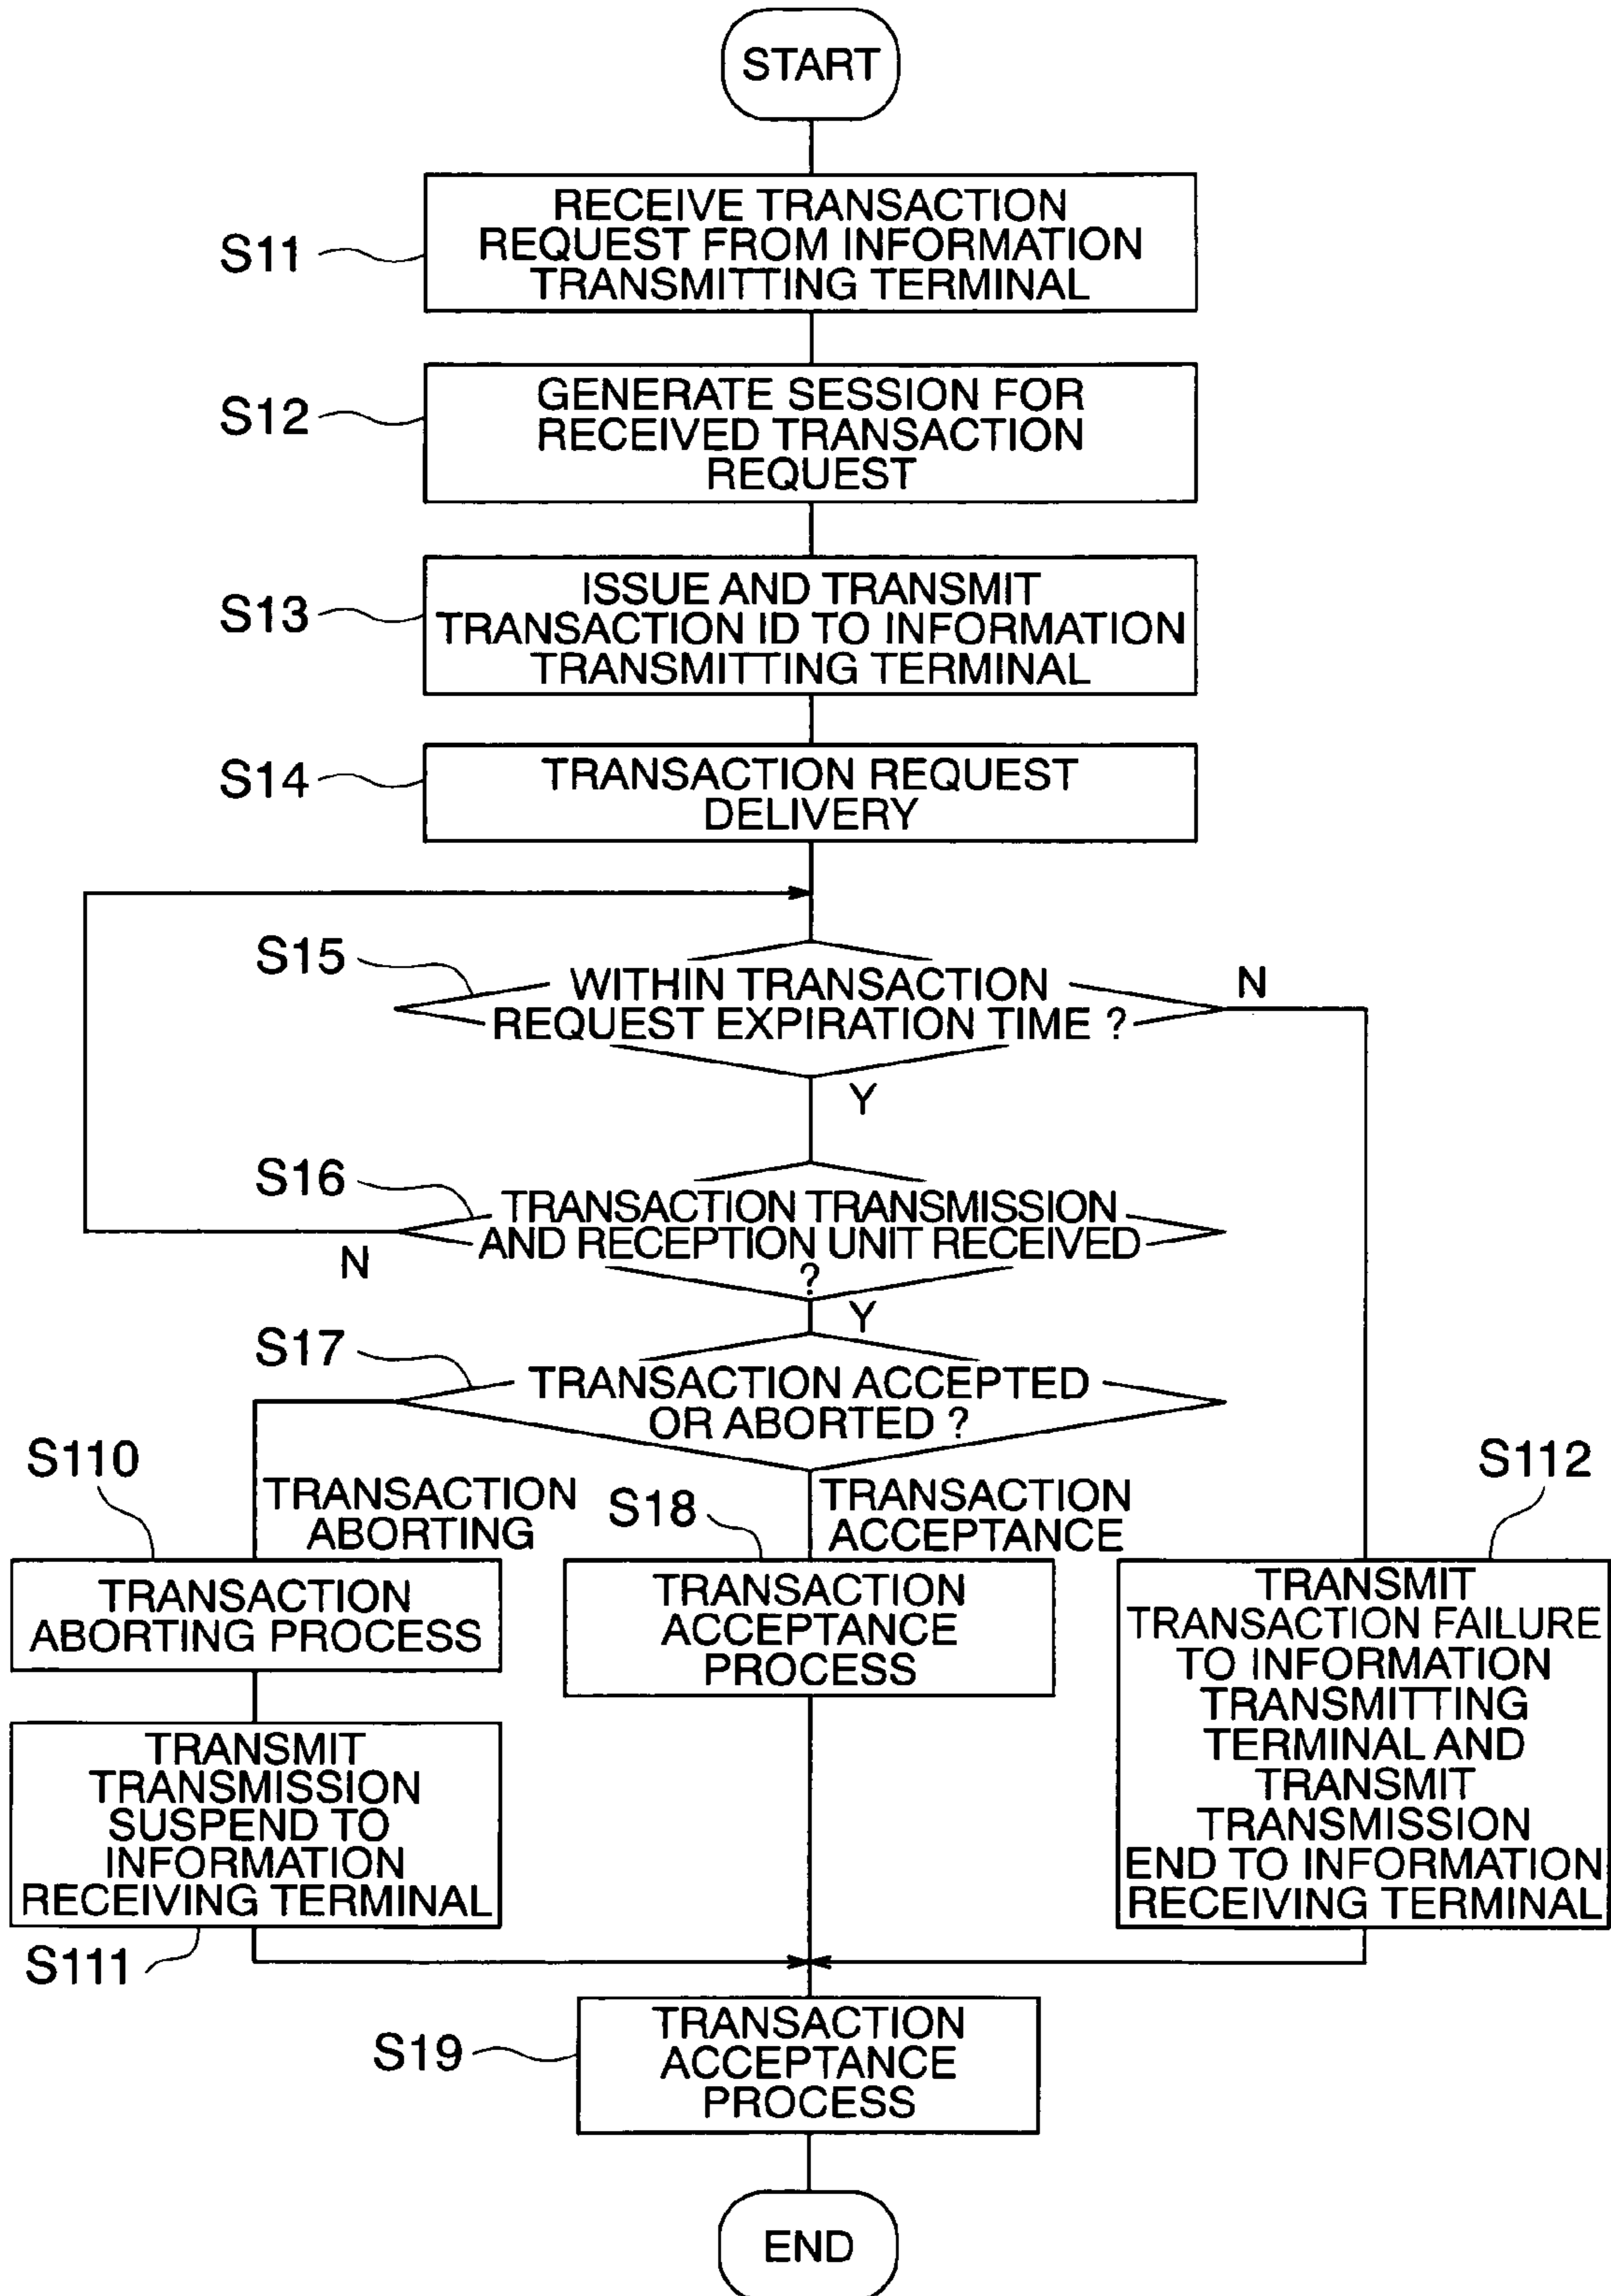 START
S11
RECEIVE TRANSACTION
REQUEST FROM INFORMATION
TRANSMITTING TERMINAL
S12
GENERATE SESSION FOR
RECEIVED TRANSACTION
REQUEST
S13
ISSUE AND TRANSMIT
TRANSACTION ID TO INFORMATION
TRANSMITTING TERMINAL
S14
TRANSACTION REQUEST
DELIVERY
S15
WITHIN TRANSACTION
REQUEST EXPIRATION TIME ?
N
Y
S16
TRANSACTION TRANSMISSION
AND RECEPTION UNIT RECEIVED
?
N
Y
S17
TRANSACTION ACCEPTED
OR ABORTED ?
S110
TRANSACTION
ABORTING
S18
TRANSACTION
ACCEPTANCE
S112
TRANSACTION
ABORTING PROCESS
TRANSACTION
ACCEPTANCE
PROCESS
TRANSMIT
TRANSACTION FAILURE
TO INFORMATION
TRANSMITTING
TERMINAL AND
TRANSMIT
TRANSMISSION
END TO INFORMATION
RECEIVING TERMINAL
TRANSMIT
TRANSMISSION
SUSPEND TO
INFORMATION
RECEIVING TERMINAL
S111
S19
TRANSACTION
ACCEPTANCE
PROCESS
END